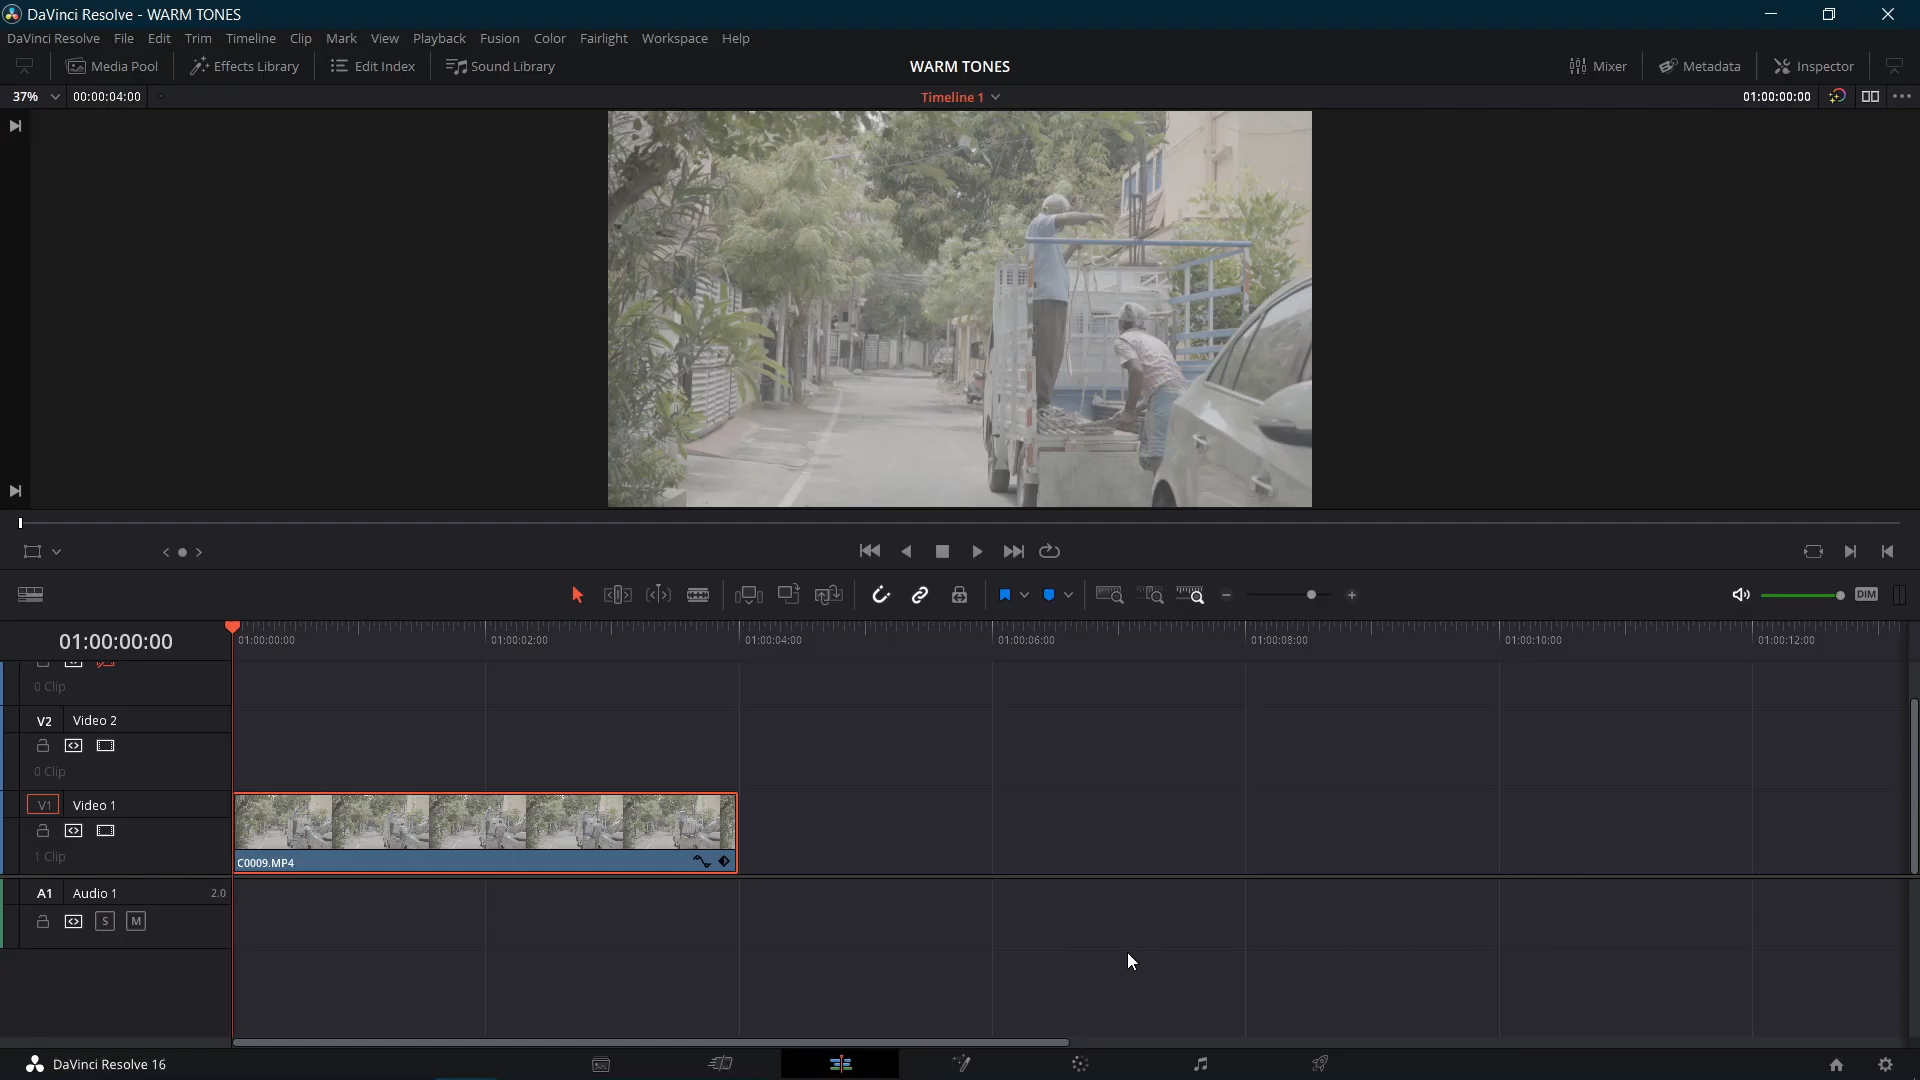 DaVinci Resolve - WARM TONES
DaVinci Resolve File Edit Trim Timeline Clip Mark View Playback Fusion Color Fairlight Workspace Help
Media Pool Effects Library Edit Index Sound Library WARM TONES Mixer Metadata Inspector
37% 00:00:04:00 Timeline 1 01:00:00:00
DIM
01:00:00:00 01:00:00:00 01:00:02:00 01:00:04:00 01:00:06:00 01:00:08:00 01:00:10:00 01:00:12:00
0 Clip
V2 Video 2
0 Clip
V1 Video 1
1 Clip
C0009.MP4
A1 Audio 1 2.0
S M
DaVinci Resolve 16